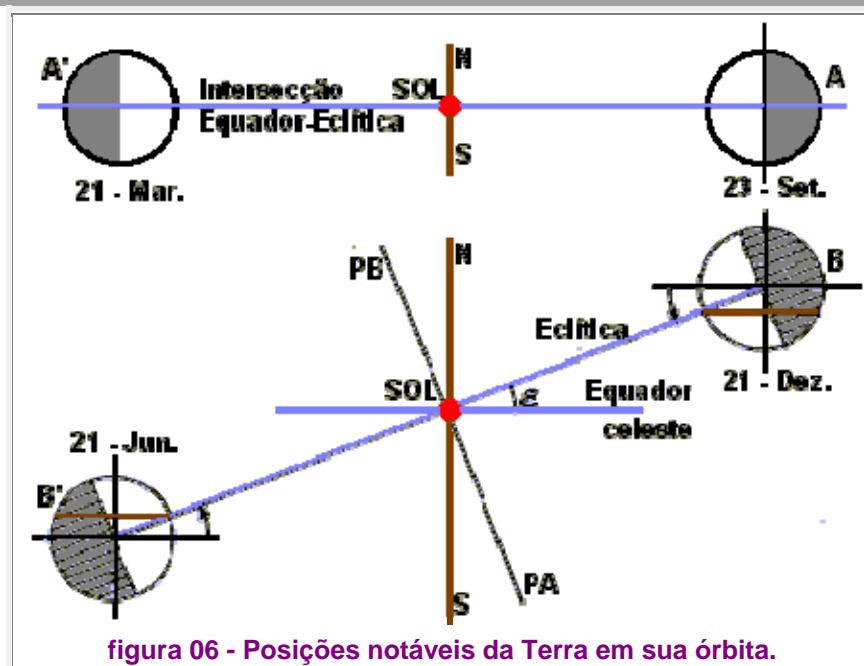 N
A'
Intersecção SOL A
Equador-Eclítica
S
21 - Mar. 23 - Set.
PB N B
Eclítica
SOL ε Equador 21 - Dez.
celeste
21 - Jun.
B'
PA
S
figura 06 - Posições notáveis da Terra em sua órbita.